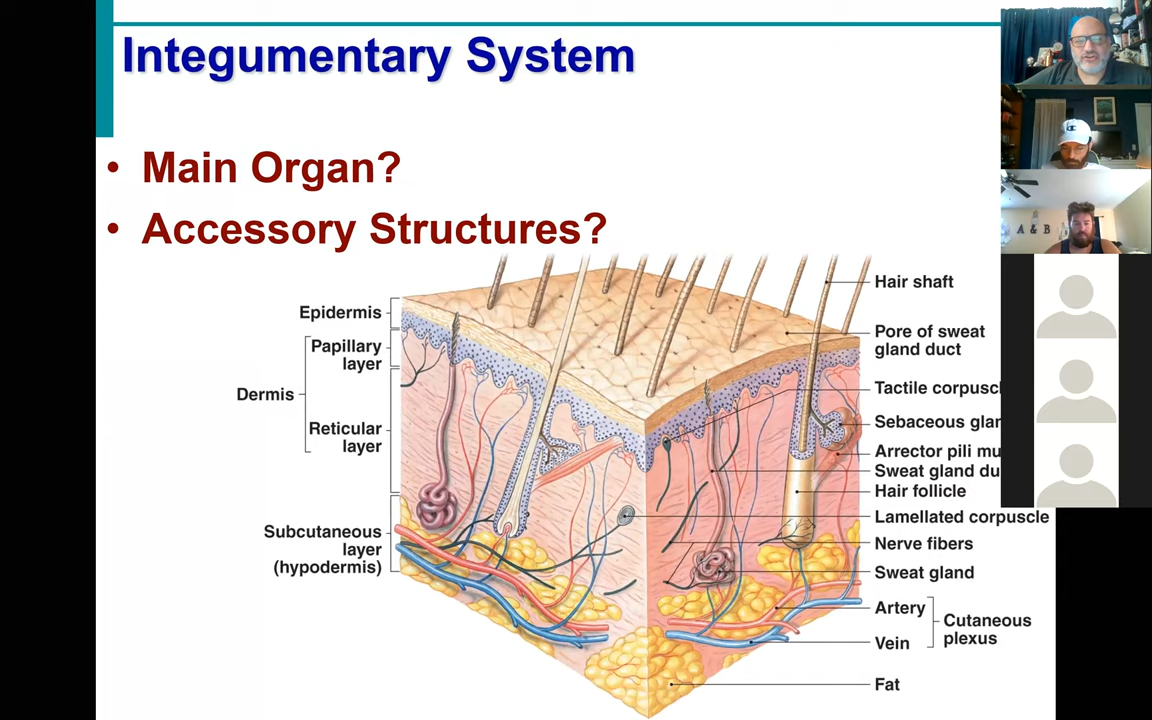 Integumentary System
• Main Organ?
• Accessory Structures?
Epidermis
Papillary
layer
Dermis
Reticular
layer
Subcutaneous
layer
(hypodermis)
Hair shaft
Pore of sweat
gland duct
Tactile corpuscl
Sebaceous glan
Arrector pili mu
Sweat gland du
Hair follicle
Lamellated corpuscle
Nerve fibers
Sweat gland
Artery
Vein
Cutaneous
plexus
Fat
A & B